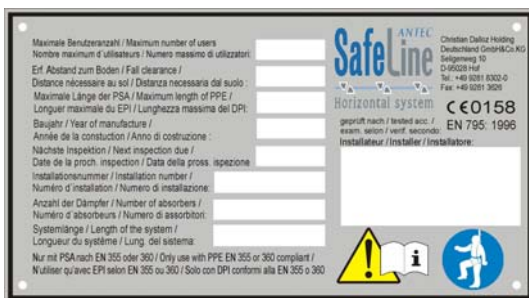 Maximale Benutzeranzahl / Maximum number of users
Nombre maximum d´utilisateurs / Numero massimo di utilizzatori:
Erf. Abstand zum Boden / Fall clearance /
Distance nécessaire au sol / Distanza necessaria dal suolo :
Maximale Länge der PSA / Maximum length of PPE /
Longuer maximale du EPI / Lunghezza massima del DPI:
Baujahr / Year of manufacture /
Année de la constuction / Anno di costruzione :
Nächste Inspektion / Next inspection due /
Date de la proch. inspection / Data della pross. ispezione
Installationsnummer / Installation number /
Numéro d´installation / Numero di installazione:
Anzahl der Dämpfer / Number of absorbers /
Numéro d´absorbeurs / Numero di assorbitori:
Systemlänge / Length of the system /
Longueur du système / Lung. del sistema:
Nur mit PSA nach EN 355 oder 360 / Only use with PPE EN 355 or 360 compliant /
N'utiliser qu'avec EPI selon EN 355 ou 360 / Solo con DPI conformi alla EN 355 o 360
ANTEC
SafeLine
Horizontal system
Christian Dalloz Holding
Deutschland GmbH&Co.KG
Seligenweg 10
D-95028 Hof
Tel.: +49 9281 8302-0
Fax: +49 9281 3626
CE0158
geprüft nach / tested acc. /
exam. selon / verif. secondo:
EN 795: 1996
Installateur / Installer / Installatore:
i